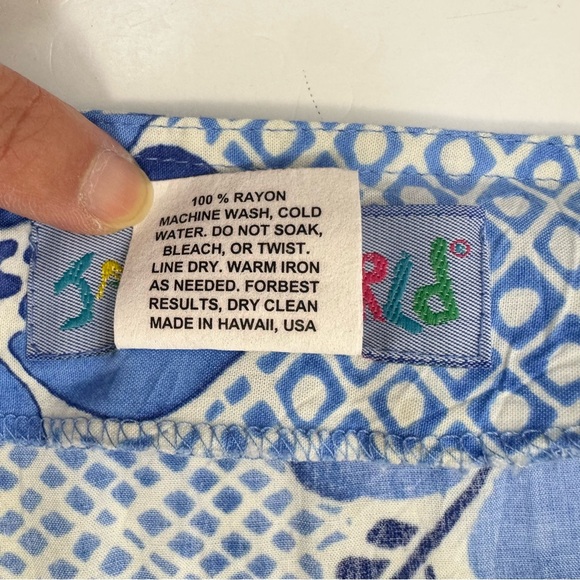 100 % RAYON
MACHINE WASH, COLD
WATER. DO NOT SOAK,
BLEACH, OR TWIST.
LINE DRY. WARM IRON
AS NEEDED. FORBEST
RESULTS, DRY CLEAN
MADE IN HAWAII, USA